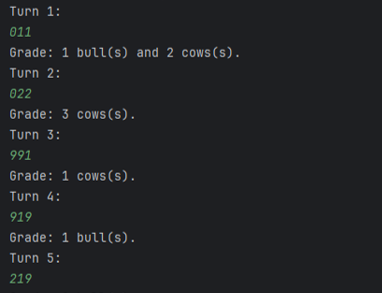 Turn 1:
011
Grade: 1 bull(s) and 2 cows(s).
Turn 2:
022
Grade: 3 cows(s).
Turn 3:
991
Grade: 1 cows(s).
Turn 4:
919
Grade: 1 bull(s).
Turn 5:
219